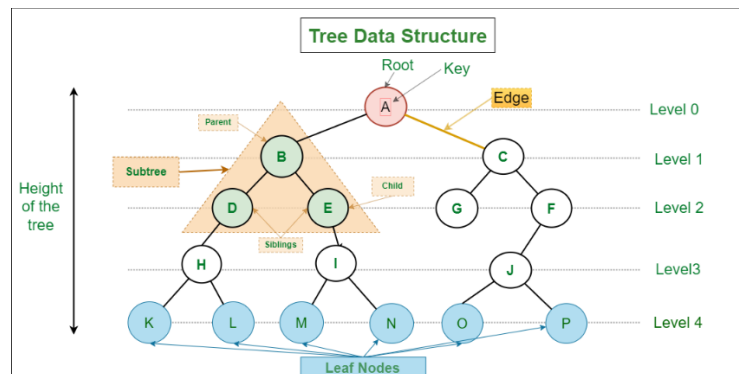 Tree Data Structure
Root
Key
A
Edge
Level 0
Parent
B
C
Level 1
Subtree
Child
Height
of the
tree
D
E
G
F
Level 2
Siblings
H
I
J
Level3
K
L
M
N
O
P
Level 4
Leaf Nodes